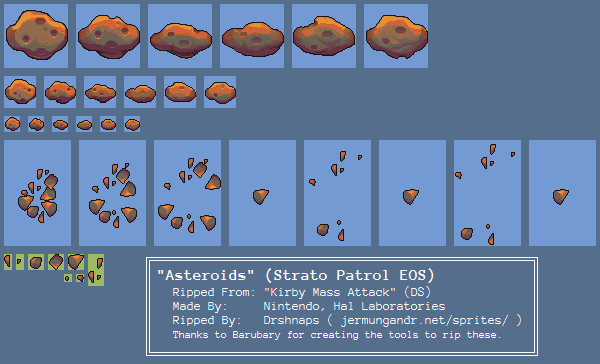 "Asteroids" (Strato Patrol EOS)
Ripped From: "Kirby Mass Attack" (DS)
Made By: Nintendo, Hal Laboratories
Ripped By: Drshnaps ( jermungandr.net/sprites/ )
Thanks to Barubary for creating the tools to rip these.